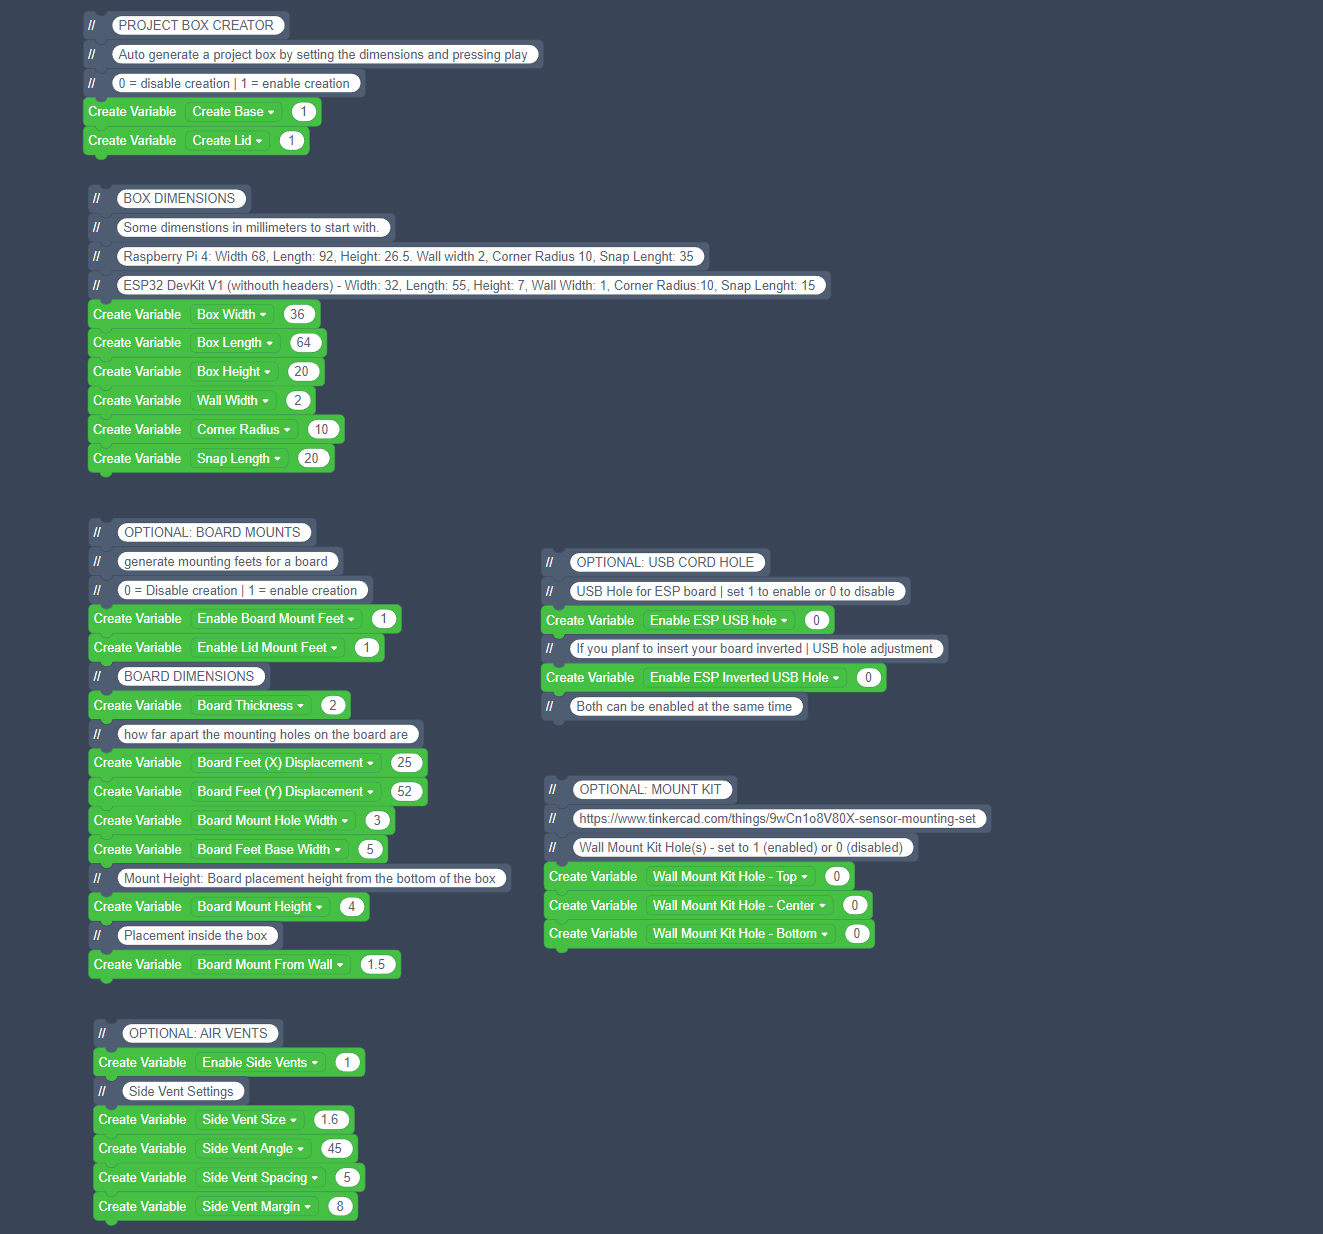 // PROJECT BOX CREATOR
// Auto generate a project box by setting the dimensions and pressing play
// 0 = disable creation | 1 = enable creation
Create Variable Create Base 1
Create Variable Create Lid 1
// BOX DIMENSIONS
// Some dimenstions in millimeters to start with.
// Raspberry Pi 4: Width 68, Length: 92, Height: 26.5. Wall width 2, Corner Radius 10, Snap Lenght: 35
// ESP32 DevKit V1 (withouth headers) - Width: 32, Length: 55, Height: 7, Wall Width: 1, Corner Radius:10, Snap Lenght: 15
Create Variable Box Width 36
Create Variable Box Length 64
Create Variable Box Height 20
Create Variable Wall Width 2
Create Variable Corner Radius 10
Create Variable Snap Length 20
// OPTIONAL: BOARD MOUNTS
// generate mounting feets for a board
// 0 = Disable creation | 1 = enable creation
Create Variable Enable Board Mount Feet 1
Create Variable Enable Lid Mount Feet 1
// BOARD DIMENSIONS
Create Variable Board Thickness 2
// how far apart the mounting holes on the board are
Create Variable Board Feet (X) Displacement 25
Create Variable Board Feet (Y) Displacement 52
Create Variable Board Mount Hole Width 3
Create Variable Board Feet Base Width 5
// Mount Height: Board placement height from the bottom of the box
Create Variable Board Mount Height 4
// Placement inside the box
Create Variable Board Mount From Wall 1.5
// OPTIONAL: USB CORD HOLE
// USB Hole for ESP board | set 1 to enable or 0 to disable
Create Variable Enable ESP USB hole 0
// If you planf to insert your board inverted | USB hole adjustment
Create Variable Enable ESP Inverted USB Hole 0
// Both can be enabled at the same time
// OPTIONAL: MOUNT KIT
// https://www.tinkercad.com/things/9wCn1o8V80X-sensor-mounting-set
// Wall Mount Kit Hole(s) - set to 1 (enabled) or 0 (disabled)
Create Variable Wall Mount Kit Hole - Top 0
Create Variable Wall Mount Kit Hole - Center 0
Create Variable Wall Mount Kit Hole - Bottom 0
// OPTIONAL: AIR VENTS
Create Variable Enable Side Vents 1
// Side Vent Settings
Create Variable Side Vent Size 1.6
Create Variable Side Vent Angle 45
Create Variable Side Vent Spacing 5
Create Variable Side Vent Margin 8